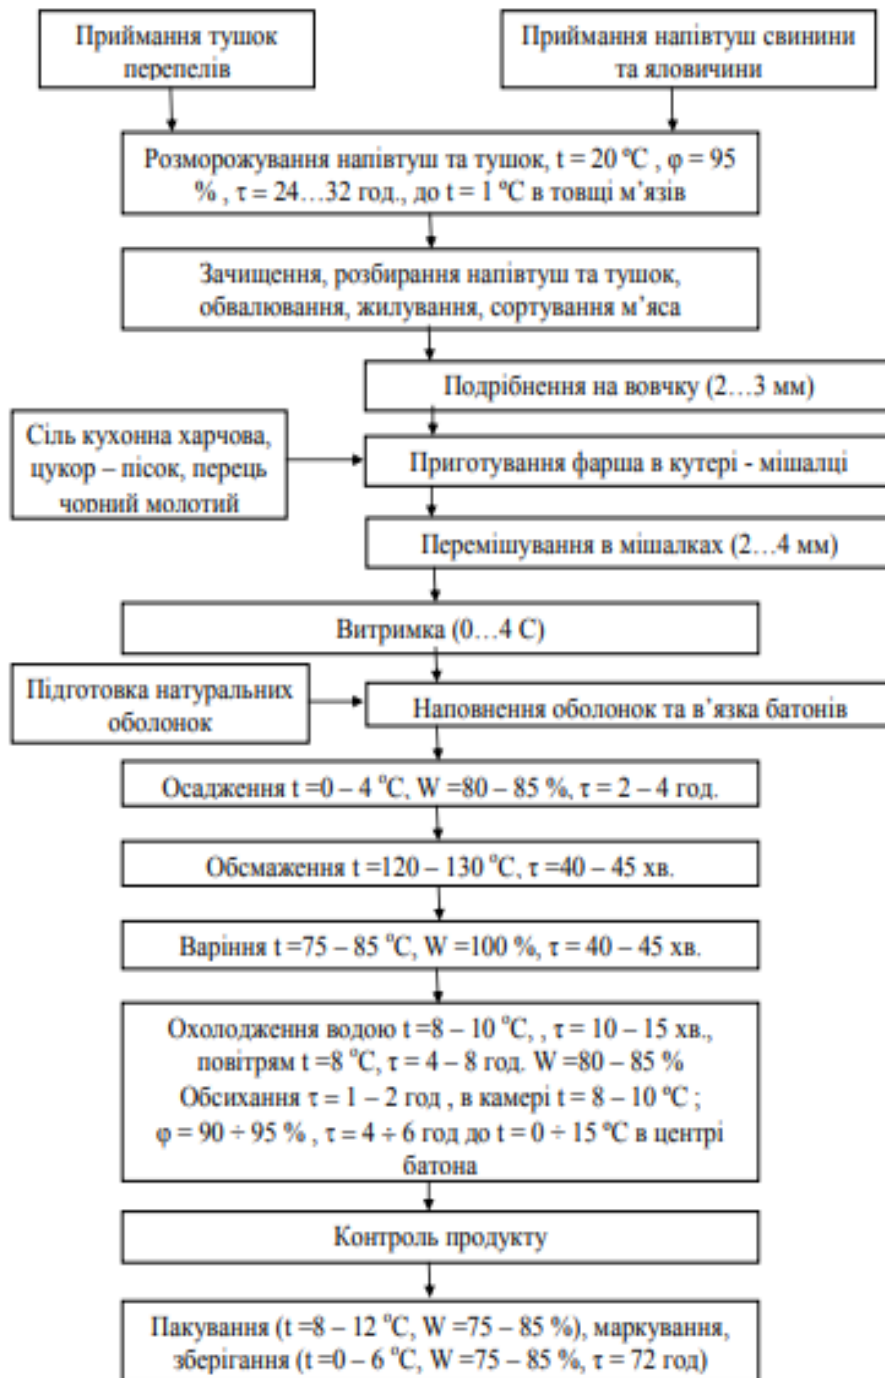 Приймання тушок
перепелів
Приймання напівтуш свинини
та яловичини
Розморожування напівтуш та тушок, t = 20 ºC , φ = 95
% , τ = 24…32 год., до t = 1 ºC в товщі м’язів
Зачищення, розбирання напівтуш та тушок,
обвалювання, жилування, сортування м’яса
Подрібнення на вовчку (2…3 мм)
Сіль кухонна харчова,
цукор – пісок, перець
чорний молотий
Приготування фарша в кутері - мішалці
Перемішування в мішалках (2…4 мм)
Витримка (0…4 С)
Підготовка натуральних
оболонок
Наповнення оболонок та в’язка батонів
Осадження t =0 – 4 °C, W =80 – 85 %, τ = 2 – 4 год.
Обсмаження t =120 – 130 °C, τ =40 – 45 хв.
Варіння t =75 – 85 °C, W =100 %, τ = 40 – 45 хв.
Охолодження водою t =8 – 10 °C, , τ = 10 – 15 хв.,
повітрям t =8 °C, τ = 4 – 8 год. W =80 – 85 %
Обсихання τ = 1 – 2 год , в камері t = 8 – 10 ºC ;
φ = 90 ÷ 95 % , τ = 4 ÷ 6 год до t = 0 ÷ 15 ºC в центрі
батона
Контроль продукту
Пакування (t =8 – 12 °C, W =75 – 85 %), маркування,
зберігання (t =0 – 6 °C, W =75 – 85 %, τ = 72 год)